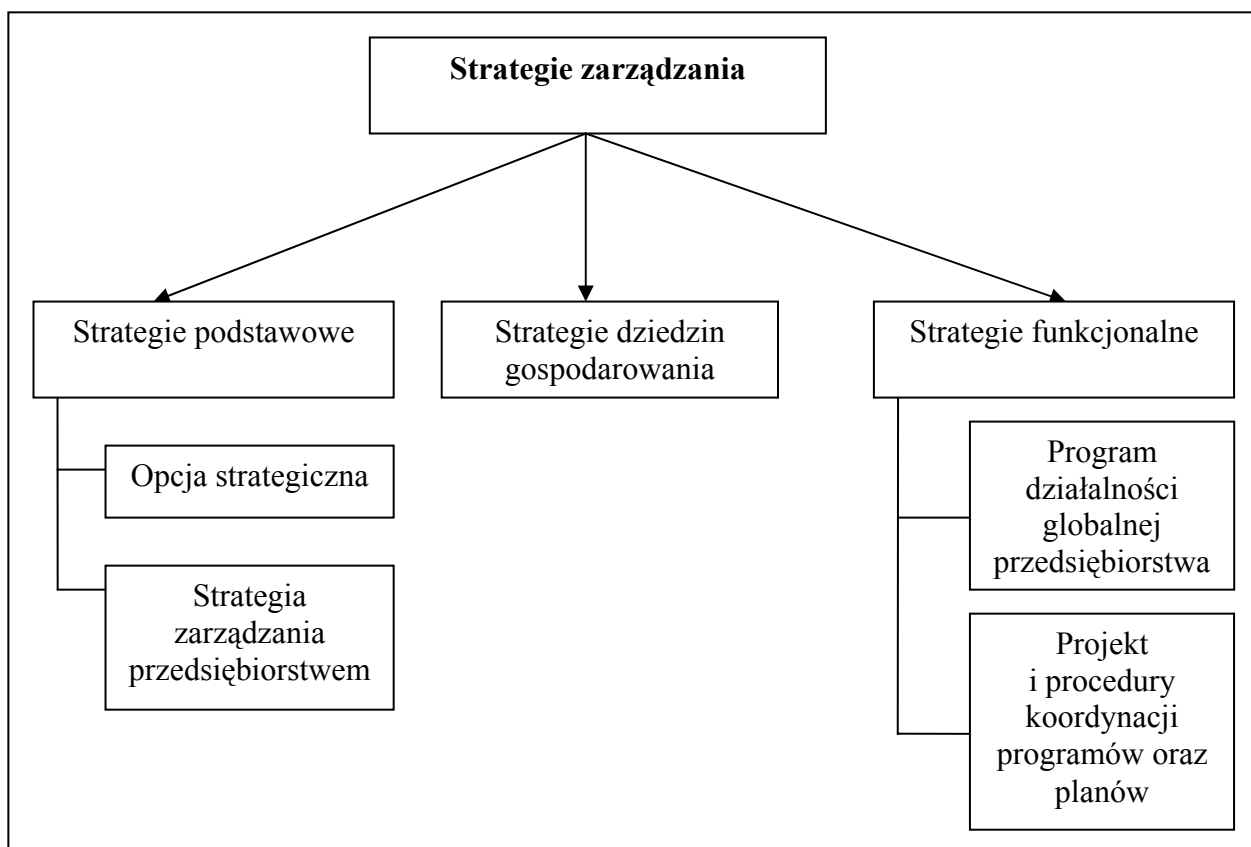 Strategie zarządzania
Strategie podstawowe
Strategie dziedzin
gospodarowania
Strategie funkcjonalne
Opcja strategiczna
Strategia
zarządzania
przedsiębiorstwem
Program
działalności
globalnej
przedsiębiorstwa
Projekt
i procedury
koordynacji
programów oraz
planów